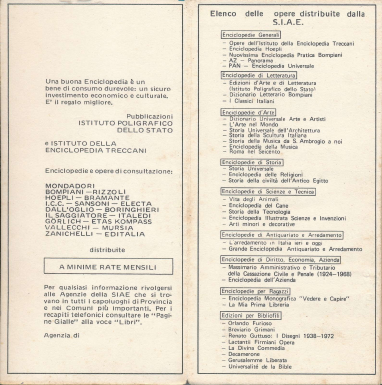 Una buona Enciclopedia è un
bene di consumo durevole: un sicuro
investimento economico e culturale.
E' il regalo migliore.
Pubblicazioni
ISTITUTO POLIGRAFICO
DELLO STATO
e ISTITUTO DELLA
ENCICLOPEDIA TRECCANI
Enciclopedie e opere di consultazione:
MONDADORI
BOMPIANI — RIZZOLI
HOEPLI — BRAMANTE
L.C.C. — SANSONI — ELECTA
DALL'OGLIO — BORINGHIERI
IL SAGGIATORE — ITALEDI
GÖRLICH — ETAS KOMPASS
VALLECCHI — MURSIA
ZANICHELLI — EDITALIA
distribuite
A MINIME RATE MENSILI
Per qualsiasi informazione rivolgersi
alle Agenzie della SIAE che si tro-
vano in tutti i capoluoghi di Provincia
e nei Comuni più importanti. Per i
recapiti telefonici consultare le "Pagi-
ne Gialle" alla voce "Libri".
Agenzia di
Elenco delle opere distribuite dalla
S.I.A.E.
Enciclopedie Generali
— Opere dell'Istituto della Enciclopedia Treccani
— Enciclopedia Hoepli
— Nuovissima Enciclopedia Pratica Bompiani
— AZ — Panorama
— PAN — Enciclopedia Universale
Enciclopedie di Letteratura
— Edizioni d'Arte e di Letteratura
(Istituto Poligrafico dello Stato)
— Dizionario Letterario Bompiani
— I Classici Italiani
Enciclopedie d'Arte
— Dizionario Universale Arte e Artisti
— L'Arte nel Mondo
— Storia Universale dell'Architettura
— Storia della Scultura Italiana
— Storia della Musica da S. Ambrogio a noi
— Enciclopedia della Musica
— Roma nel Seicento
Enciclopedie di Storia
— Storia Universale
— Enciclopedia delle Religioni
— Storia della civiltà dell'Antico Egitto
Enciclopedie di Scienza e Tecnica
— Vita degli Animali
— Enciclopedia del Cane
— Storia della Tecnologia
— Enciclopedia Illustrata Scienze e Invenzioni
— Arti minori e decorative
Enciclopedie di Antiquariato e Arredamento
— L'arredamento in Italia ieri e oggi
— Grande Enciclopedia Antiquariato e Arredamento
Enciclopedie di Diritto, Economia, Azienda
— Massimario Amministrativo e Tributario
della Cassazione Civile e Penale (1924—1968)
— Enciclopedia dell'Azienda
Enciclopedie per Ragazzi
— Enciclopedia Monografica "Vedere e Capire"
— La Mia Prima Libreria
Edizioni per Bibliofili
— Orlando Furioso
— Breviario Grimani
— Renato Guttuso: I Disegni 1938—1972
— Lactantii Firmiani Opera
— La Divina Commedia
— Decamerone
— Gerusalemme Liberata
— Universalità de la Bible